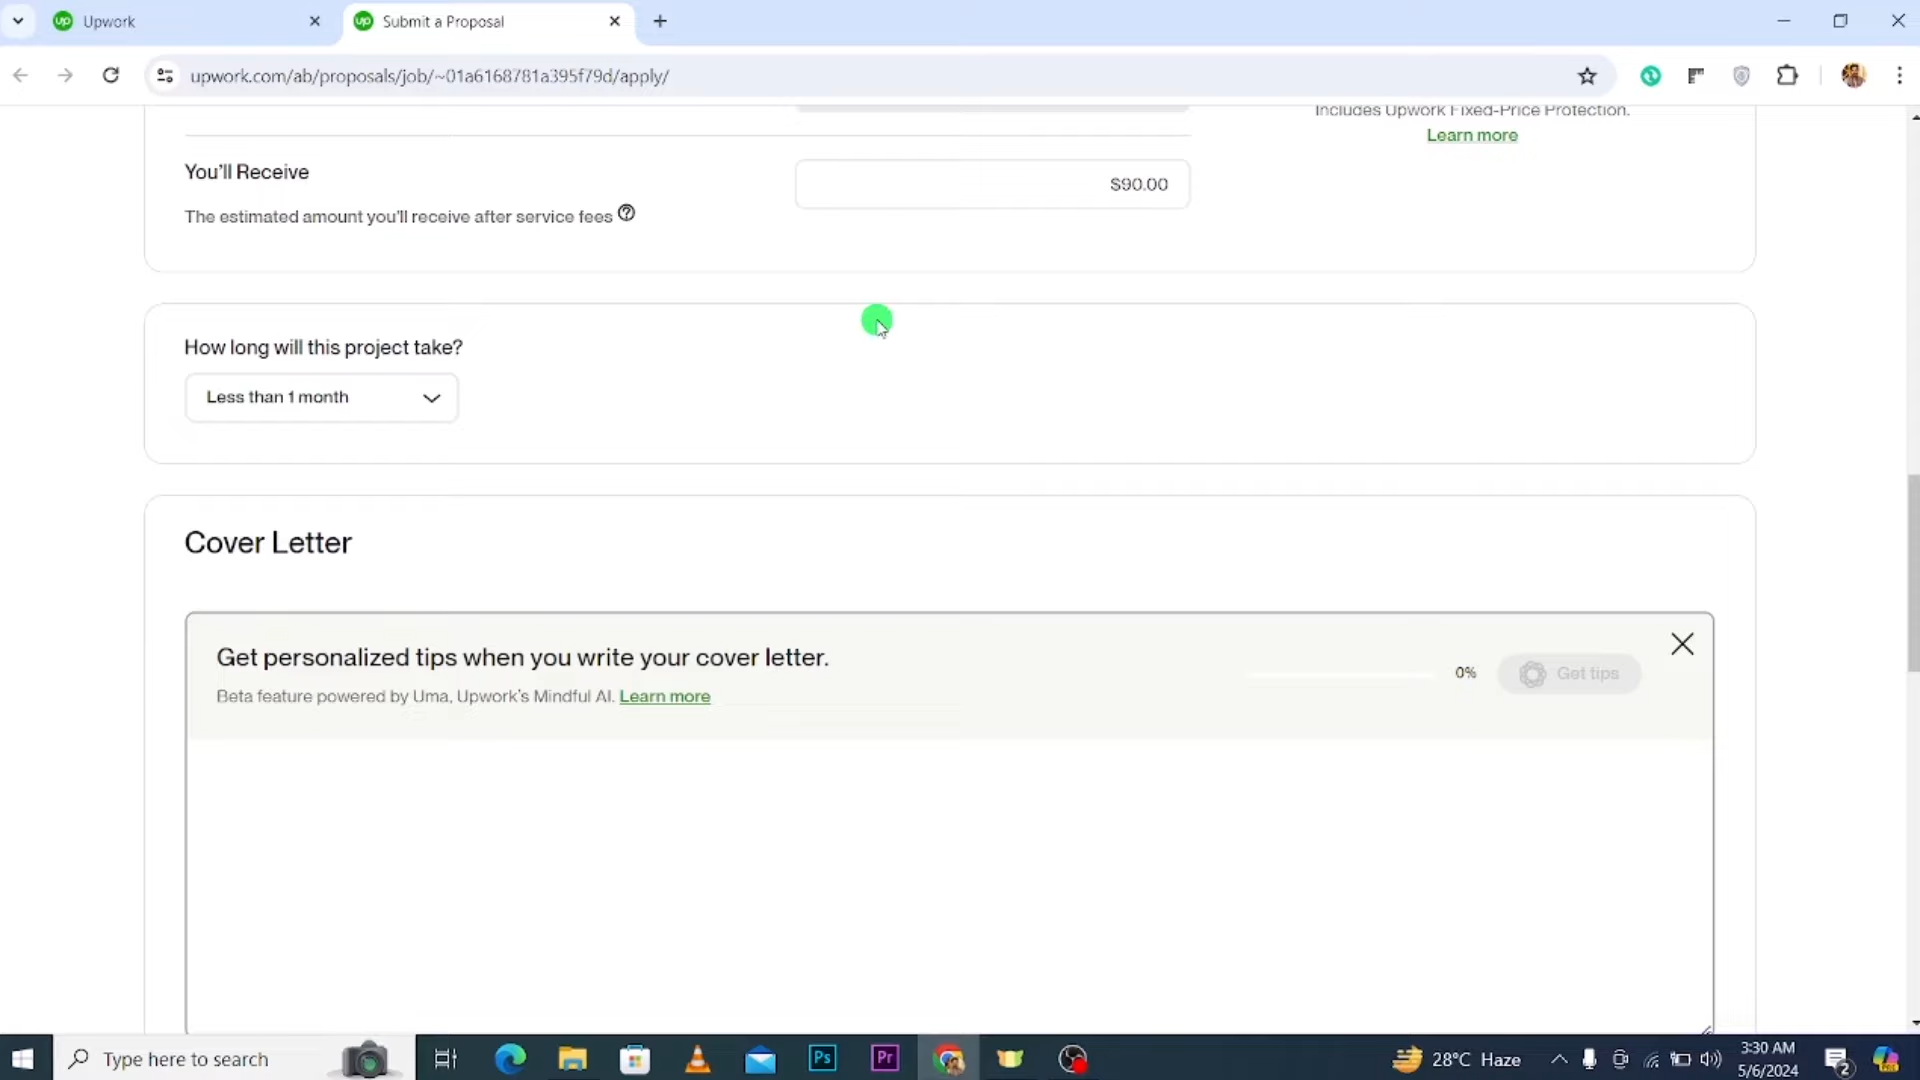 Upwork
Submit a Proposal
upwork.com/ab/proposals/job/~01a6168781a395f79d/apply/
Includes Upwork Fixed-Price Protection.
Learn more
You'll Receive
$90.00
The estimated amount you'll receive after service fees
How long will this project take?
Less than 1 month
Cover Letter
Get personalized tips when you write your cover letter.
0%
Get tips
Beta feature powered by Uma, Upwork's Mindful AI. Learn more
Type here to search
Ps
Pr
28°C Haze
3:30 AM
5/6/2024
2